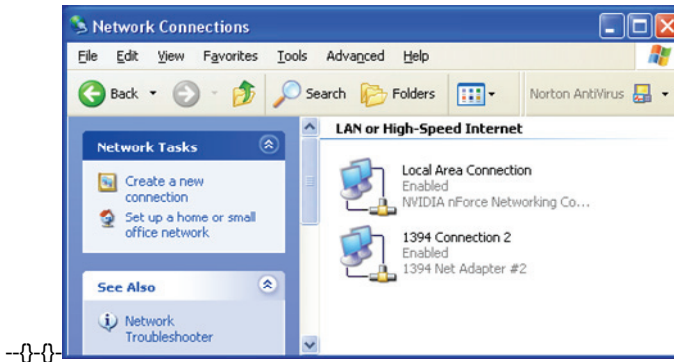 Network Connections
File Edit View Favorites Tools Advanced Help
Back Search Folders Norton AntiVirus
Network Tasks
Create a new
connection
Set up a home or small
office network
See Also
Network
Troubleshooter
LAN or High-Speed Internet
Local Area Connection
Enabled
NVIDIA nForce Networking Co...
1394 Connection 2
Enabled
1394 Net Adapter #2
--{}-{}-